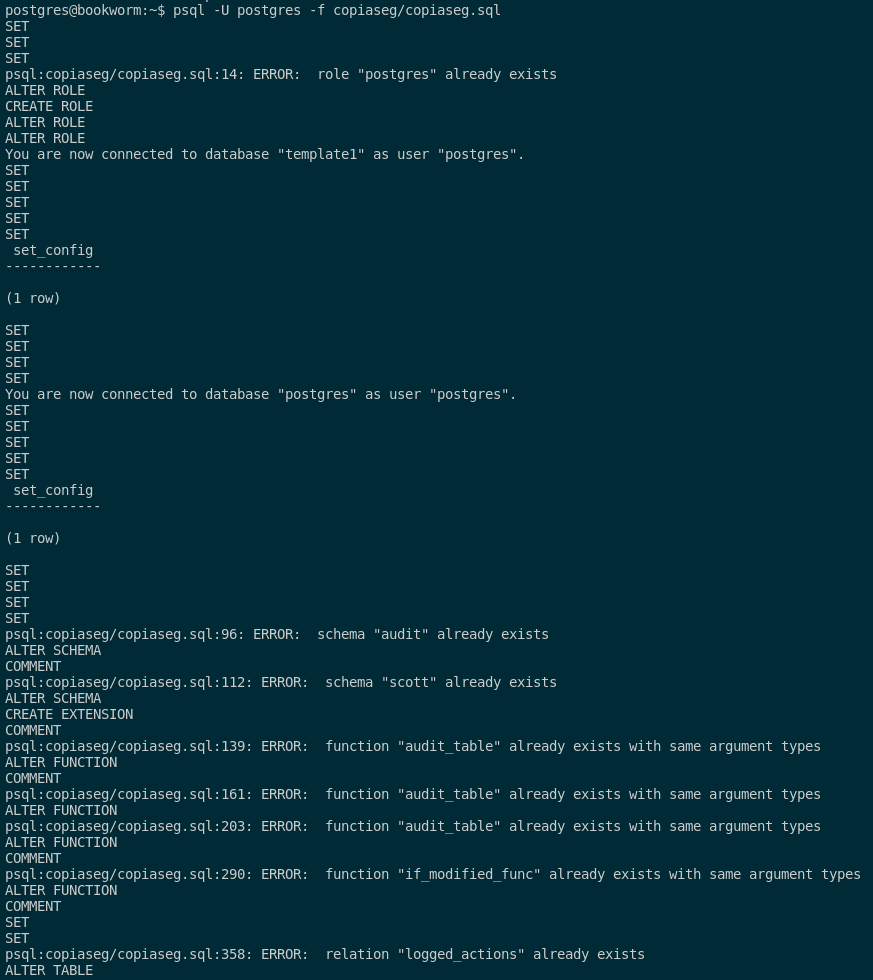 postgres@bookworm:~$ psql -U postgres -f copiaseg/copiaseg.sql
SET
SET
SET
psql:copiaseg/copiaseg.sql:14: ERROR:  role "postgres" already exists
ALTER ROLE
CREATE ROLE
ALTER ROLE
ALTER ROLE
You are now connected to database "template1" as user "postgres".
SET
SET
SET
SET
SET
 set_config
------------

(1 row)

SET
SET
SET
SET
You are now connected to database "postgres" as user "postgres".
SET
SET
SET
SET
SET
 set_config
------------

(1 row)

SET
SET
SET
SET
psql:copiaseg/copiaseg.sql:96: ERROR:  schema "audit" already exists
ALTER SCHEMA
COMMENT
psql:copiaseg/copiaseg.sql:112: ERROR:  schema "scott" already exists
ALTER SCHEMA
CREATE EXTENSION
COMMENT
psql:copiaseg/copiaseg.sql:139: ERROR:  function "audit_table" already exists with same argument types
ALTER FUNCTION
COMMENT
psql:copiaseg/copiaseg.sql:161: ERROR:  function "audit_table" already exists with same argument types
ALTER FUNCTION
psql:copiaseg/copiaseg.sql:203: ERROR:  function "audit_table" already exists with same argument types
ALTER FUNCTION
COMMENT
psql:copiaseg/copiaseg.sql:290: ERROR:  function "if_modified_func" already exists with same argument types
ALTER FUNCTION
COMMENT
SET
SET
psql:copiaseg/copiaseg.sql:358: ERROR:  relation "logged_actions" already exists
ALTER TABLE